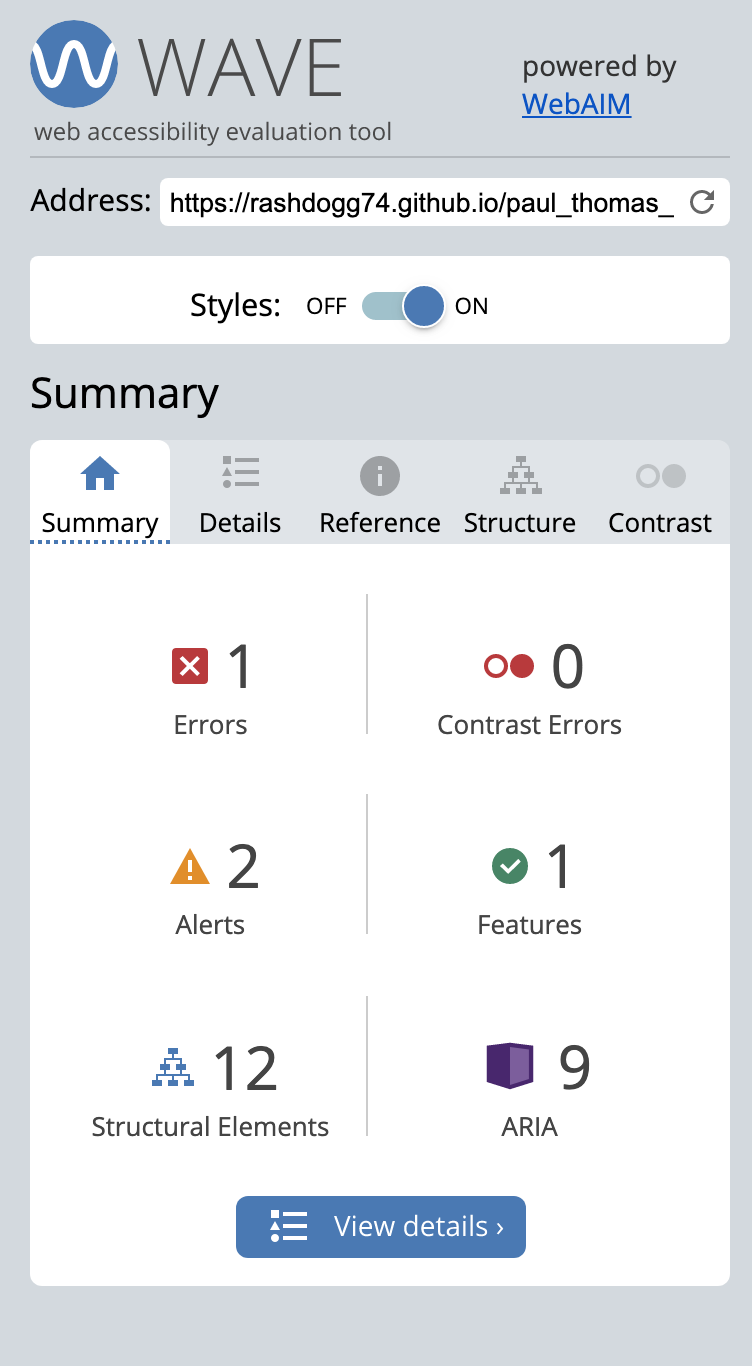 WAVE
powered by
WebAIM
web accessibility evaluation tool
Address: https://rashdogg74.github.io/paul_thomas_
Styles: OFF ON
Summary
Summary Details Reference Structure Contrast
1 0
Errors Contrast Errors
2 1
Alerts Features
12 9
Structural Elements ARIA
View details ›